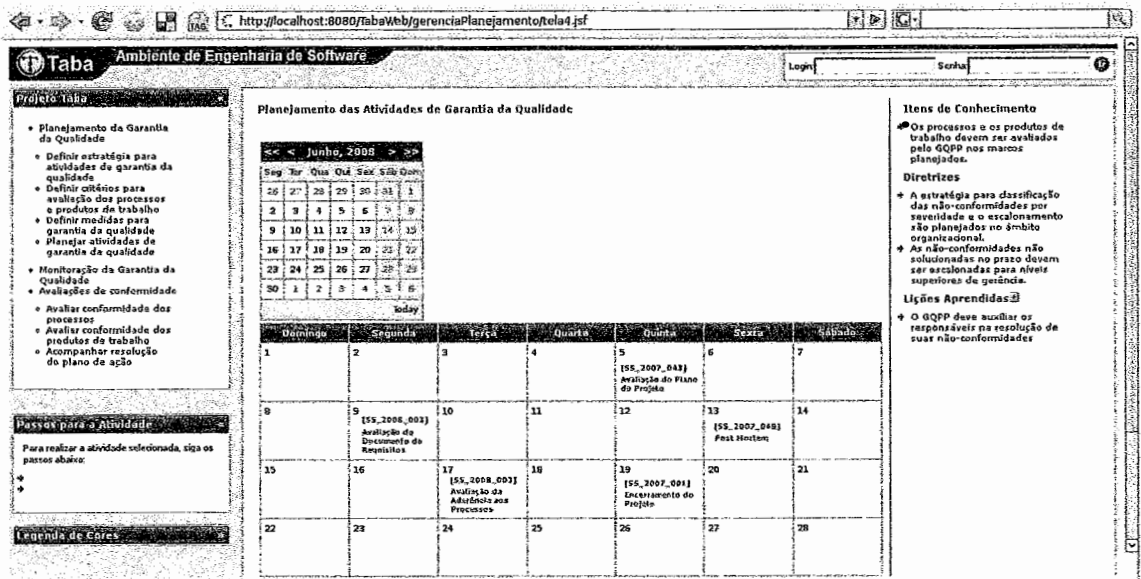 http://localhost:8080/TabaWeb/gerenciaPlanejamento/tela4.jsf
Taba
Ambiente de Engenharia de Software
Login
Senha
Projeto Taba
Planejamento da Garantia
da Qualidade
Definir estratégia para
atividades de garantia da
qualidade
Definir critérios para
avaliação dos processos
e produtos de trabalho
Definir medidas para
garantia da qualidade
Planejar atividades de
garantia da qualidade
Monitoração da Garantia da
Qualidade
Avaliações de conformidade
Avaliar conformidade dos
processos
Avaliar conformidade dos
produtos de trabalho
Acompanhar resolução
do plano de ação
Passos para a Atividade
Para realizar a atividade selecionada, siga os
passos abaixo:
Legenda de Cores
Planejamento das Atividades de Garantia da Qualidade
<< < Junho, 2008 > >>
Seg Ter Qua Qui Sex Sáb Dom
26 27 28 29 30 31 1
2 3 4 5 6 7 8
9 10 11 12 13 14 15
16 17 18 19 20 21 22
23 24 25 26 27 28 29
30 1 2 3 4 5 6
Today
Domingo Segunda Terça Quarta Quinta Sexta Sábado
1 2 3 4 5 6 7
[SS_2007_043]
Avaliação do Plano
do Projeto
8 9 10 11 12 13 14
[SS_2006_003]
Avaliação do
Documento de
Requisitos
[SS_2007_048]
Post Mortem
15 16 17 18 19 20 21
[SS_2008_003]
Avaliação da
Aderência aos
Processos
[SS_2007_001]
Encerramento do
Projeto
22 23 24 25 26 27 28
Itens de Conhecimento
Os processos e os produtos de
trabalho devem ser avaliados
pelo GQPP nos marcos
planejados.
Diretrizes
A estratégia para classificação
das não-conformidades por
severidade e o escalonamento
são planejados no âmbito
organizacional.
As não-conformidades não
solucionadas no prazo devem
ser escalonadas para níveis
superiores de gerência.
Lições Aprendidas
O GQPP deve auxiliar os
responsáveis na resolução de
suas não-conformidades